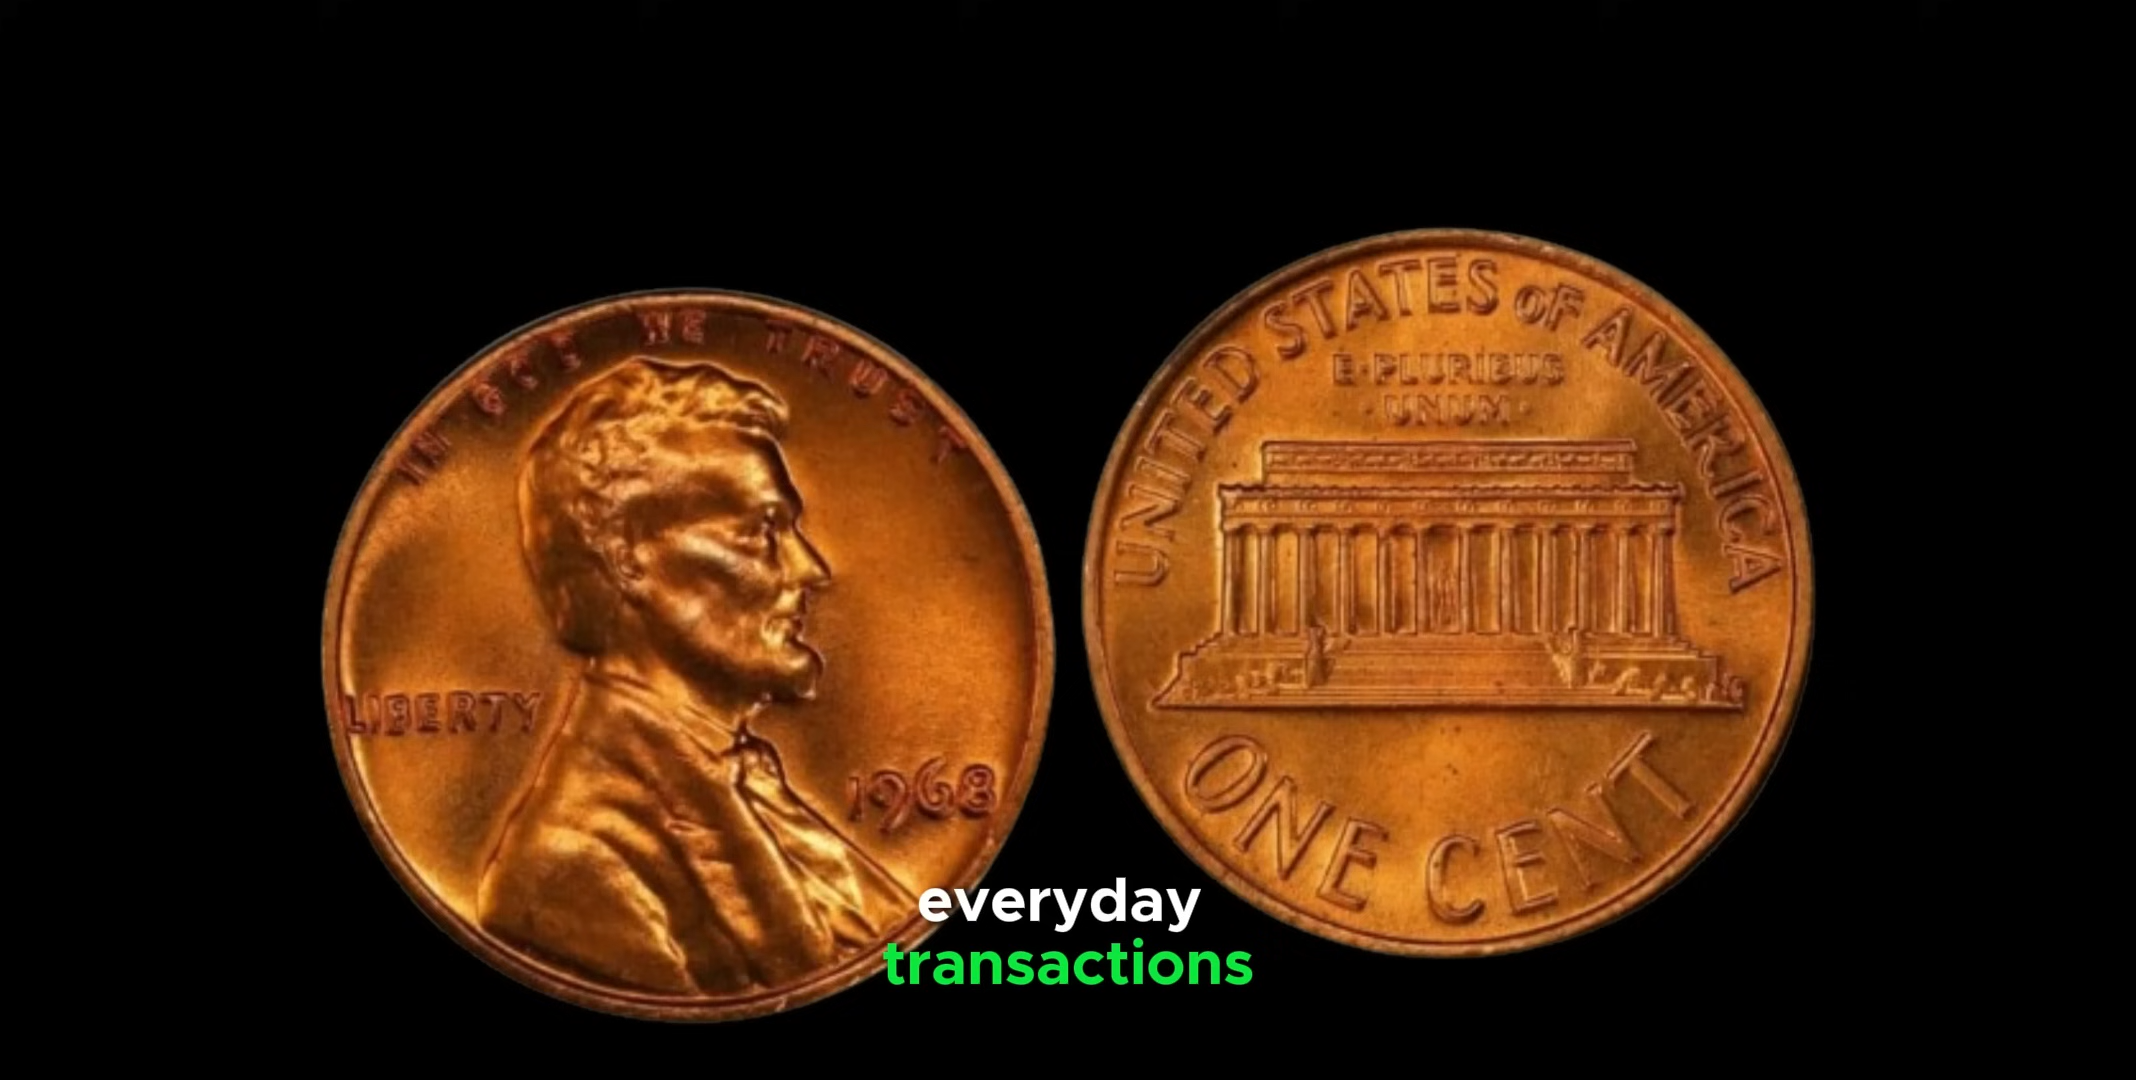 IN GOD WE TRUST
LIBERTY
1968
UNITED STATES OF AMERICA
E·PLURIBUS
·UNUM·
ONE CENT
everyday
transactions